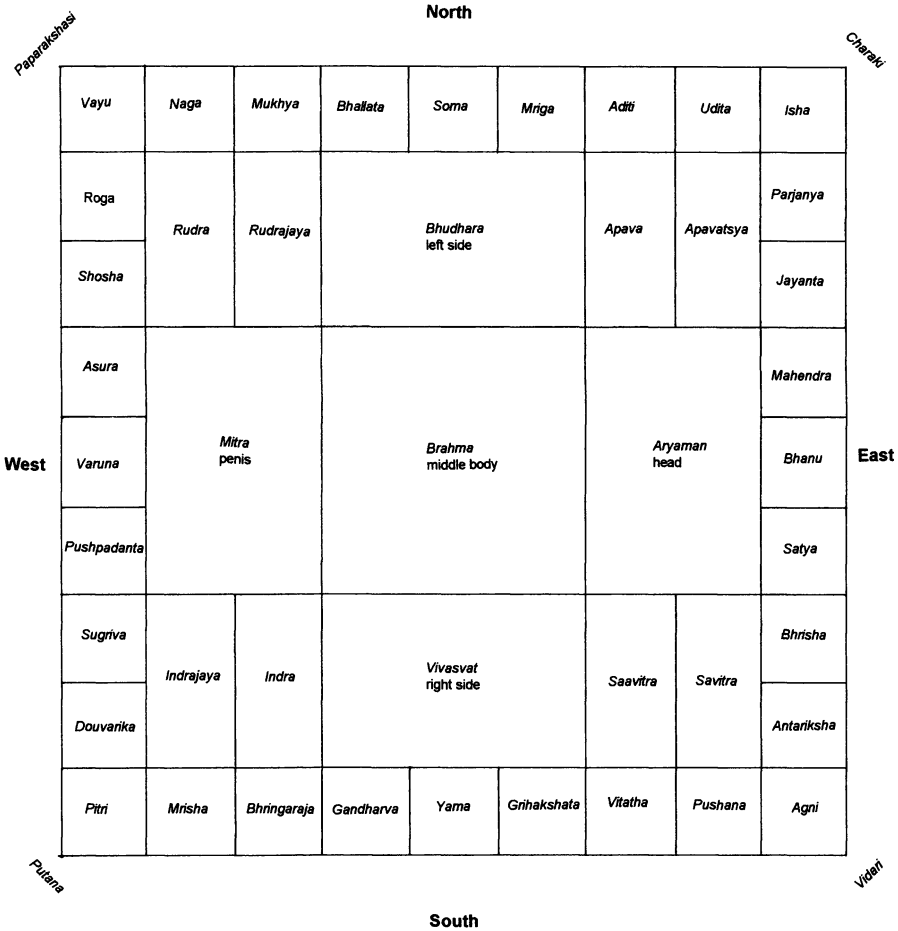 North
Paparakshasi
Charaki
Vayu
Naga
Mukhya
Bhallata
Soma
Mriga
Aditi
Udita
Isha
Roga
Rudra
Rudrajaya
Bhudhara
left side
Apava
Apavatsya
Parjanya
Shosha
Jayanta
Asura
Mahendra
West
Varuna
Mitra
penis
Brahma
middle body
Aryaman
head
Bhanu
East
Pushpadanta
Satya
Sugriva
Indrajaya
Indra
Vivasvat
right side
Saavitra
Savitra
Bhrisha
Douvarika
Antariksha
Pitri
Mrisha
Bhringaraja
Gandharva
Yama
Grihakshata
Vitatha
Pushana
Agni
Putana
Videri
South